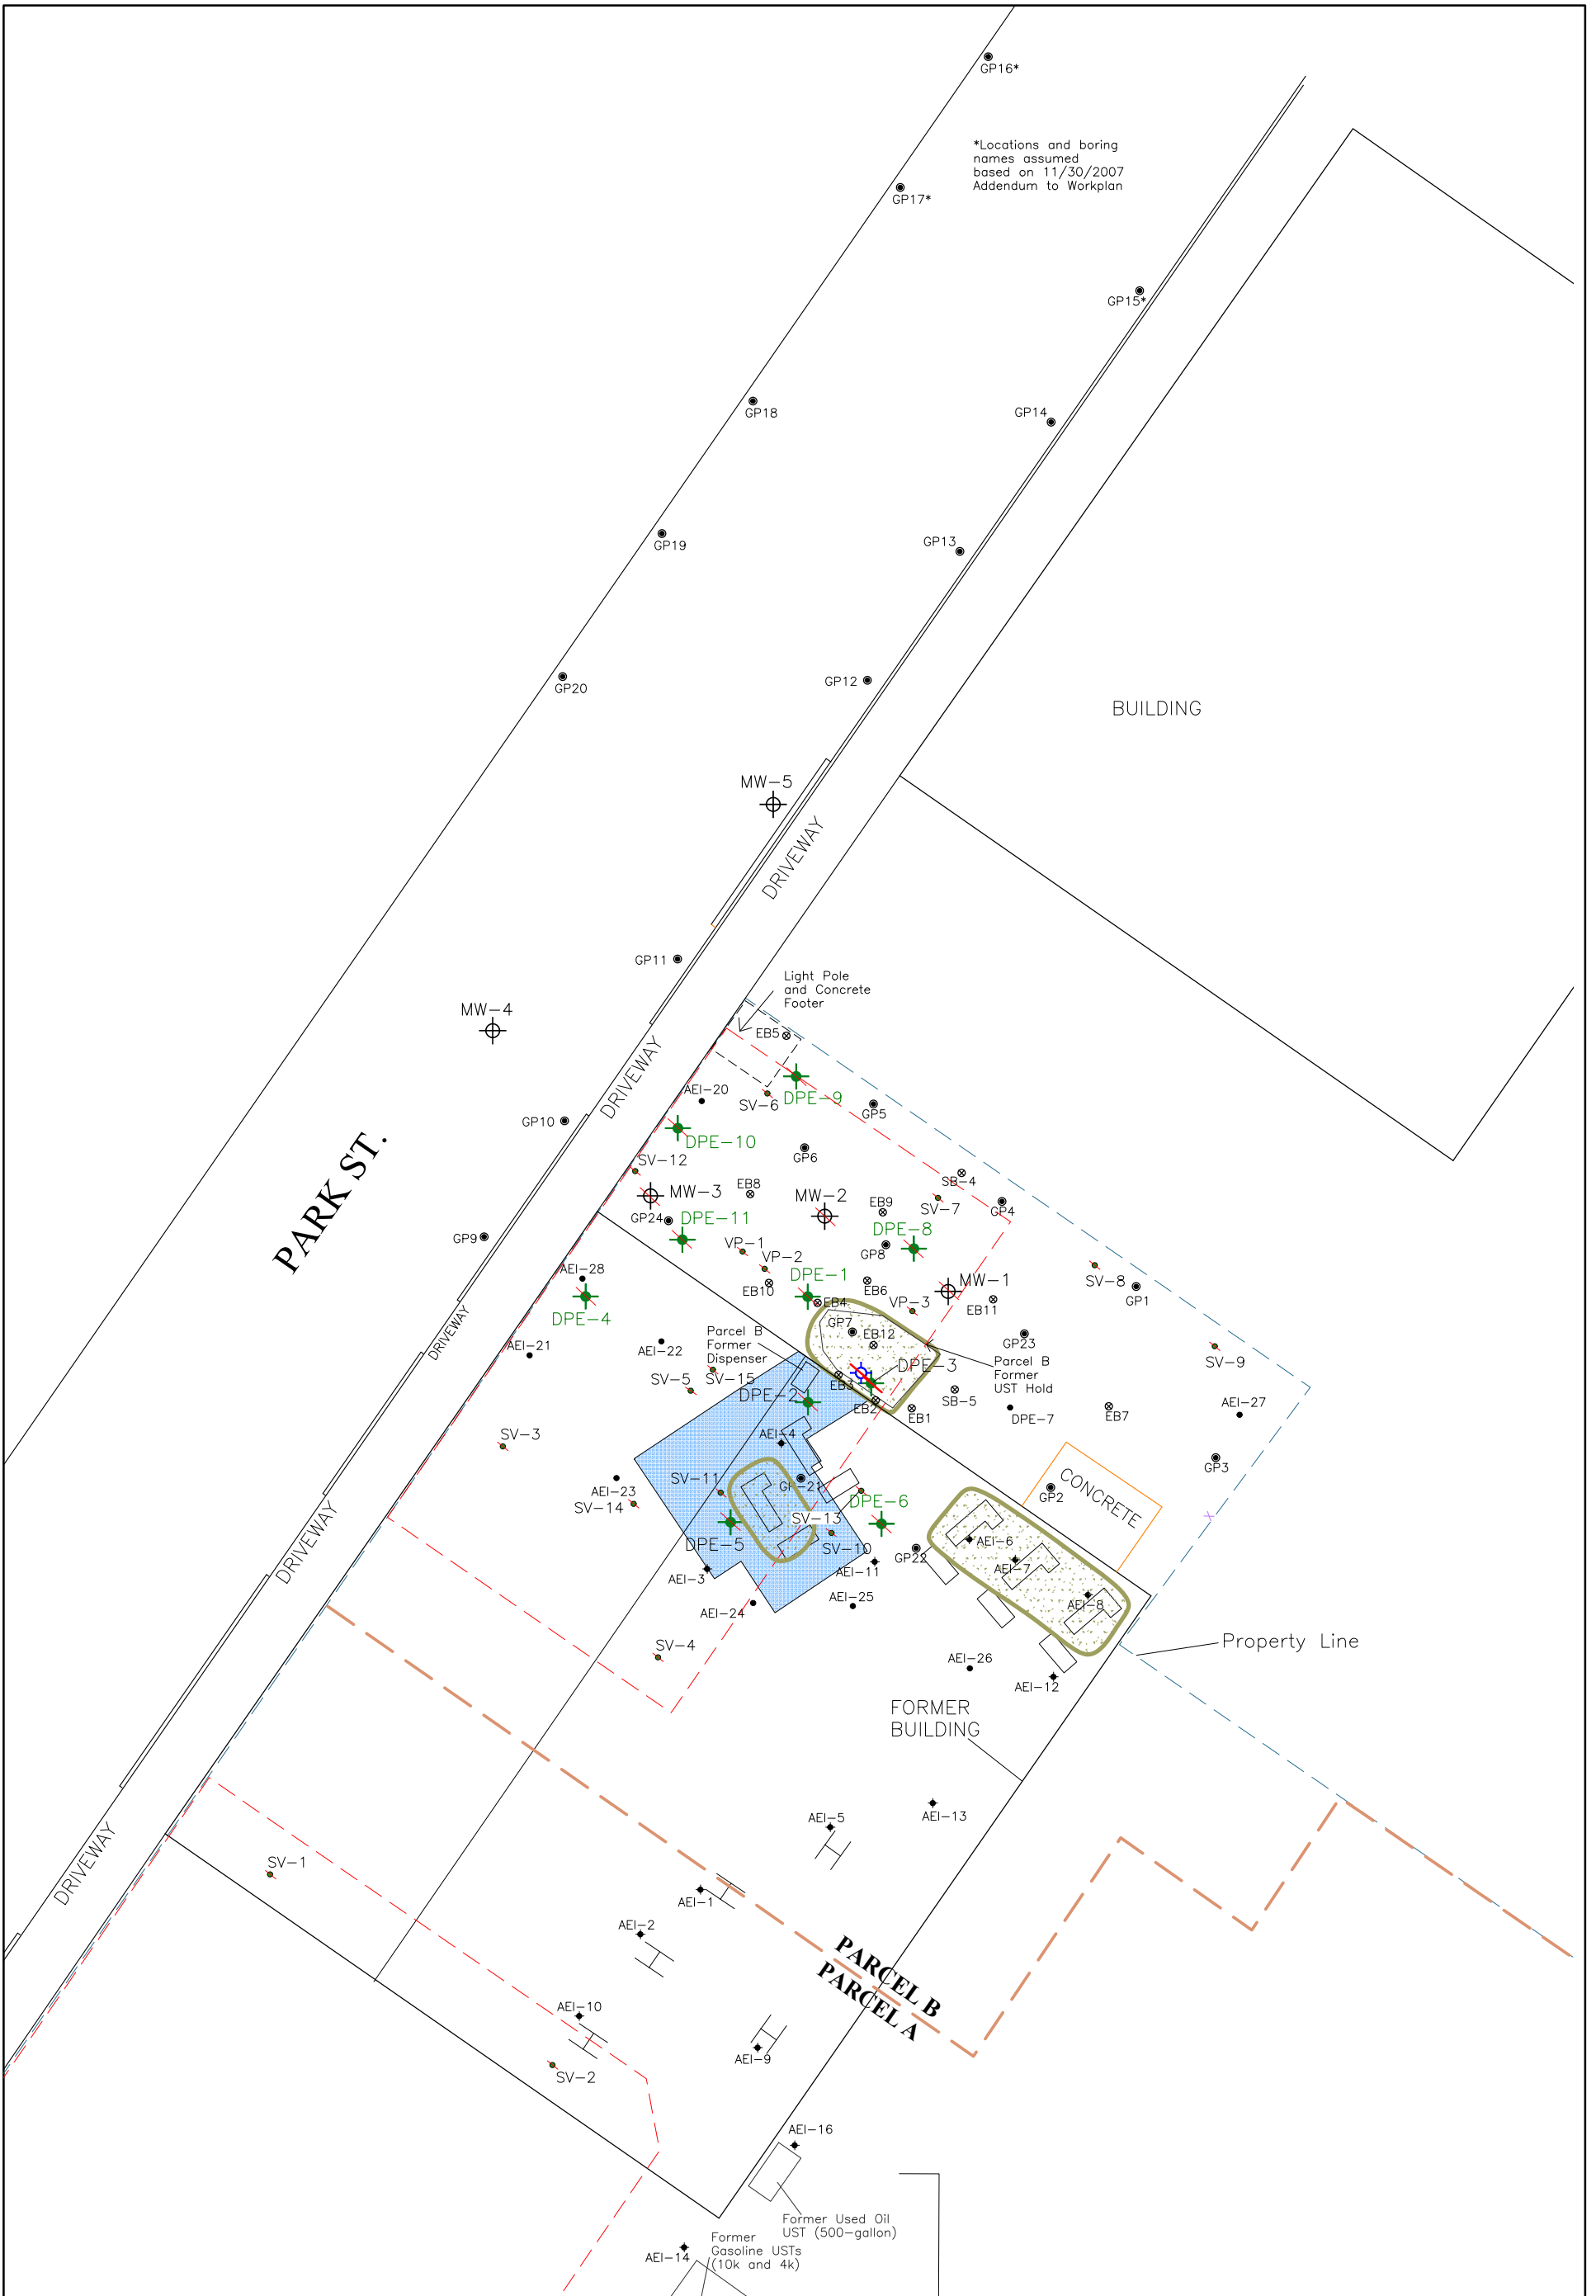 GP16*
*Locations and boring
names assumed
based on 11/30/2007
Addendum to Workplan
GP17*
GP15*
GP18
GP14
GP19
GP13
GP20
GP12
BUILDING
MW-5
DRIVEWAY
GP11
Light Pole
and Concrete
Footer
MW-4
EB5
DRIVEWAY
AEI-20
SV-6
DPE-9
GP5
GP10
DPE-10
PARK ST.
GP6
SV-12
SB-4
MW-3
EB8
MW-2
EB9
SV-7
GP4
GP24
DPE-11
DPE-8
GP9
VP-1
GP8
VP-2
AEI-28
DPE-1
EB10
EB6
MW-1
SV-8
GP1
DPE-4
EB4
VP-3
EB11
DRIVEWAY
GP7
EB12
GP23
AEI-21
AEI-22
Parcel B
Former
Dispenser
DPE-3
Parcel B
Former
UST Hold
SV-9
SV-15
SV-5
EB3
DPE-2
EB2
EB1
SB-5
DPE-7
EB7
AEI-27
SV-3
AEI-4
GP3
AEI-23
SV-11
GP-21
GP2
CONCRETE
SV-14
DPE-6
SV-13
DRIVEWAY
DPE-5
SV-10
AEI-6
GP22
AEI-7
AEI-11
AEI-3
AEI-8
AEI-24
AEI-25
Property Line
SV-4
AEI-26
AEI-12
FORMER
BUILDING
AEI-13
AEI-5
DRIVEWAY
SV-1
AEI-1
AEI-2
PARCEL B
PARCEL A
AEI-10
AEI-9
SV-2
AEI-16
Former Used Oil
UST (500-gallon)
AEI-14
Former
Gasoline USTs
(10k and 4k)